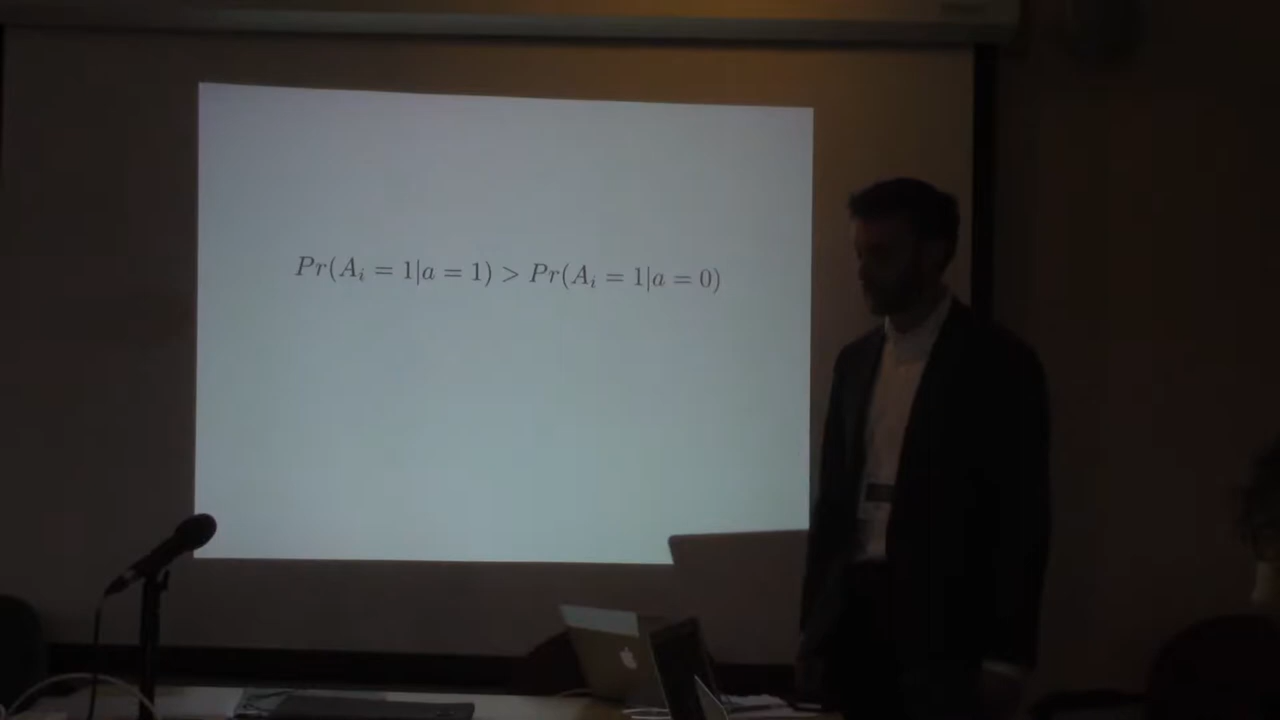 Pr(A_i = 1|a = 1) > Pr(A_i = 1|a = 0)